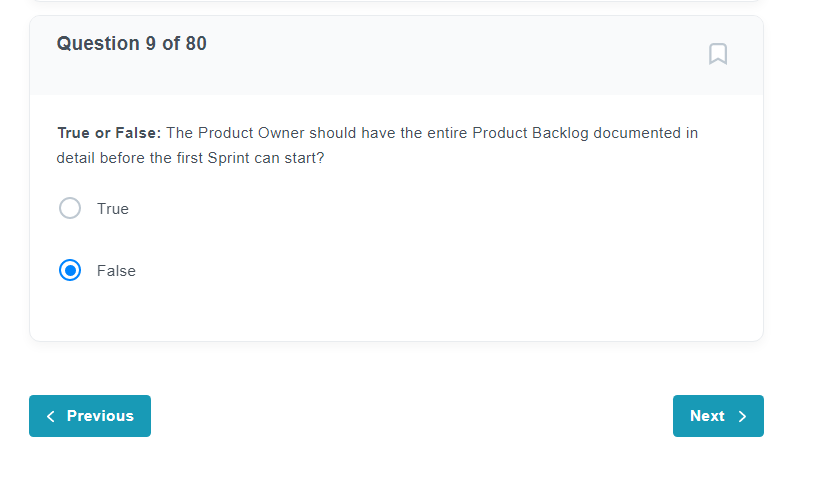 Question 9 of 80
True or False: The Product Owner should have the entire Product Backlog documented in
detail before the first Sprint can start?
True
False
Previous
Next